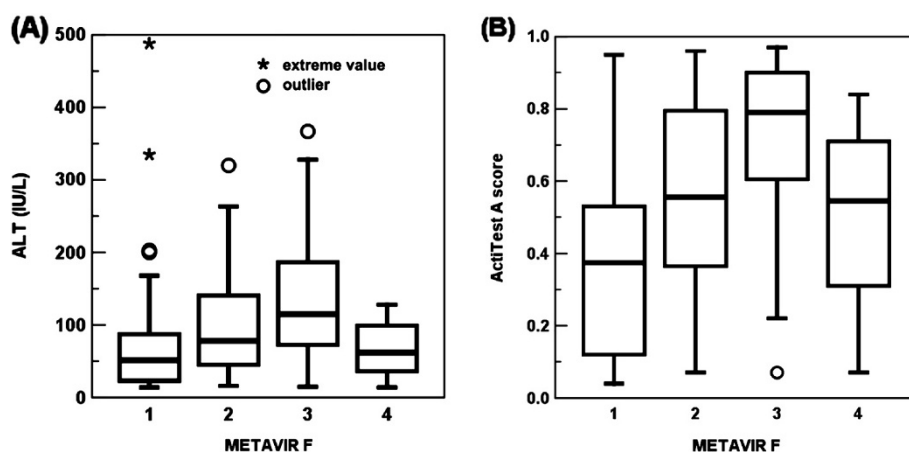 (A)
500
400
300
200
100
0
ALT (IU/L)
* extreme value
outlier
1 2 3 4
METAVIR F
(B)
1.0
0.8
0.6
0.4
0.2
0.0
ActiTest A score
1 2 3 4
METAVIR F